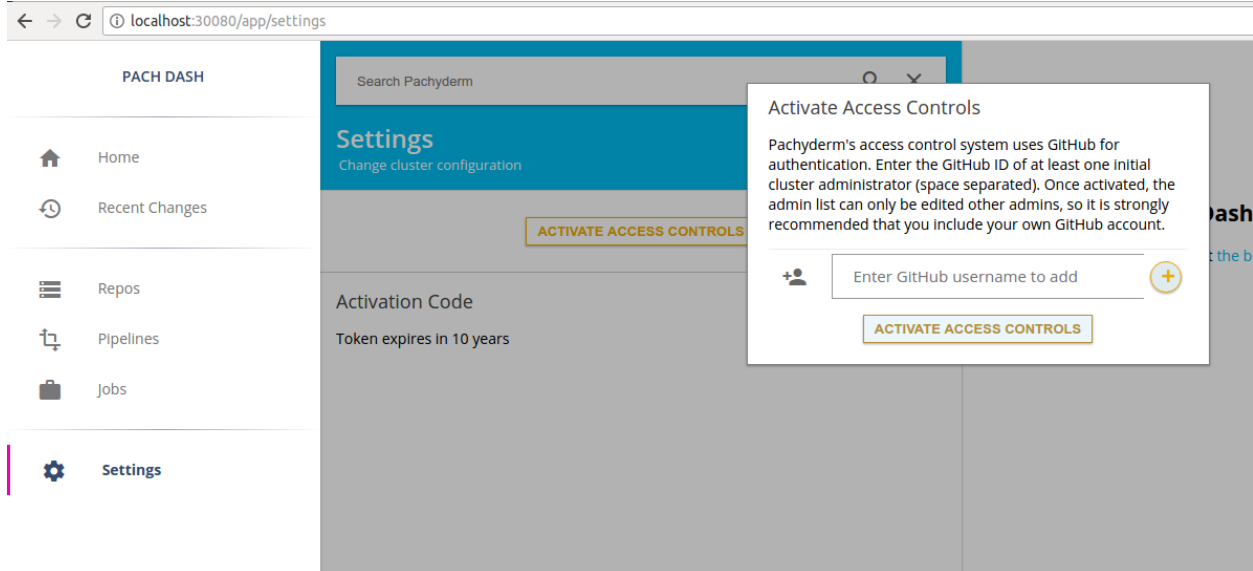 localhost:30080/app/settings
PACH DASH
Home
Recent Changes
Repos
Pipelines
Jobs
Settings
Search Pachyderm
Settings
Change cluster configuration
ACTIVATE ACCESS CONTROLS
Activation Code
Token expires in 10 years
Activate Access Controls
Pachyderm's access control system uses GitHub for
authentication. Enter the GitHub ID of at least one initial
cluster administrator (space separated). Once activated, the
admin list can only be edited other admins, so it is strongly
recommended that you include your own GitHub account.
Enter GitHub username to add
ACTIVATE ACCESS CONTROLS
Dash
the b